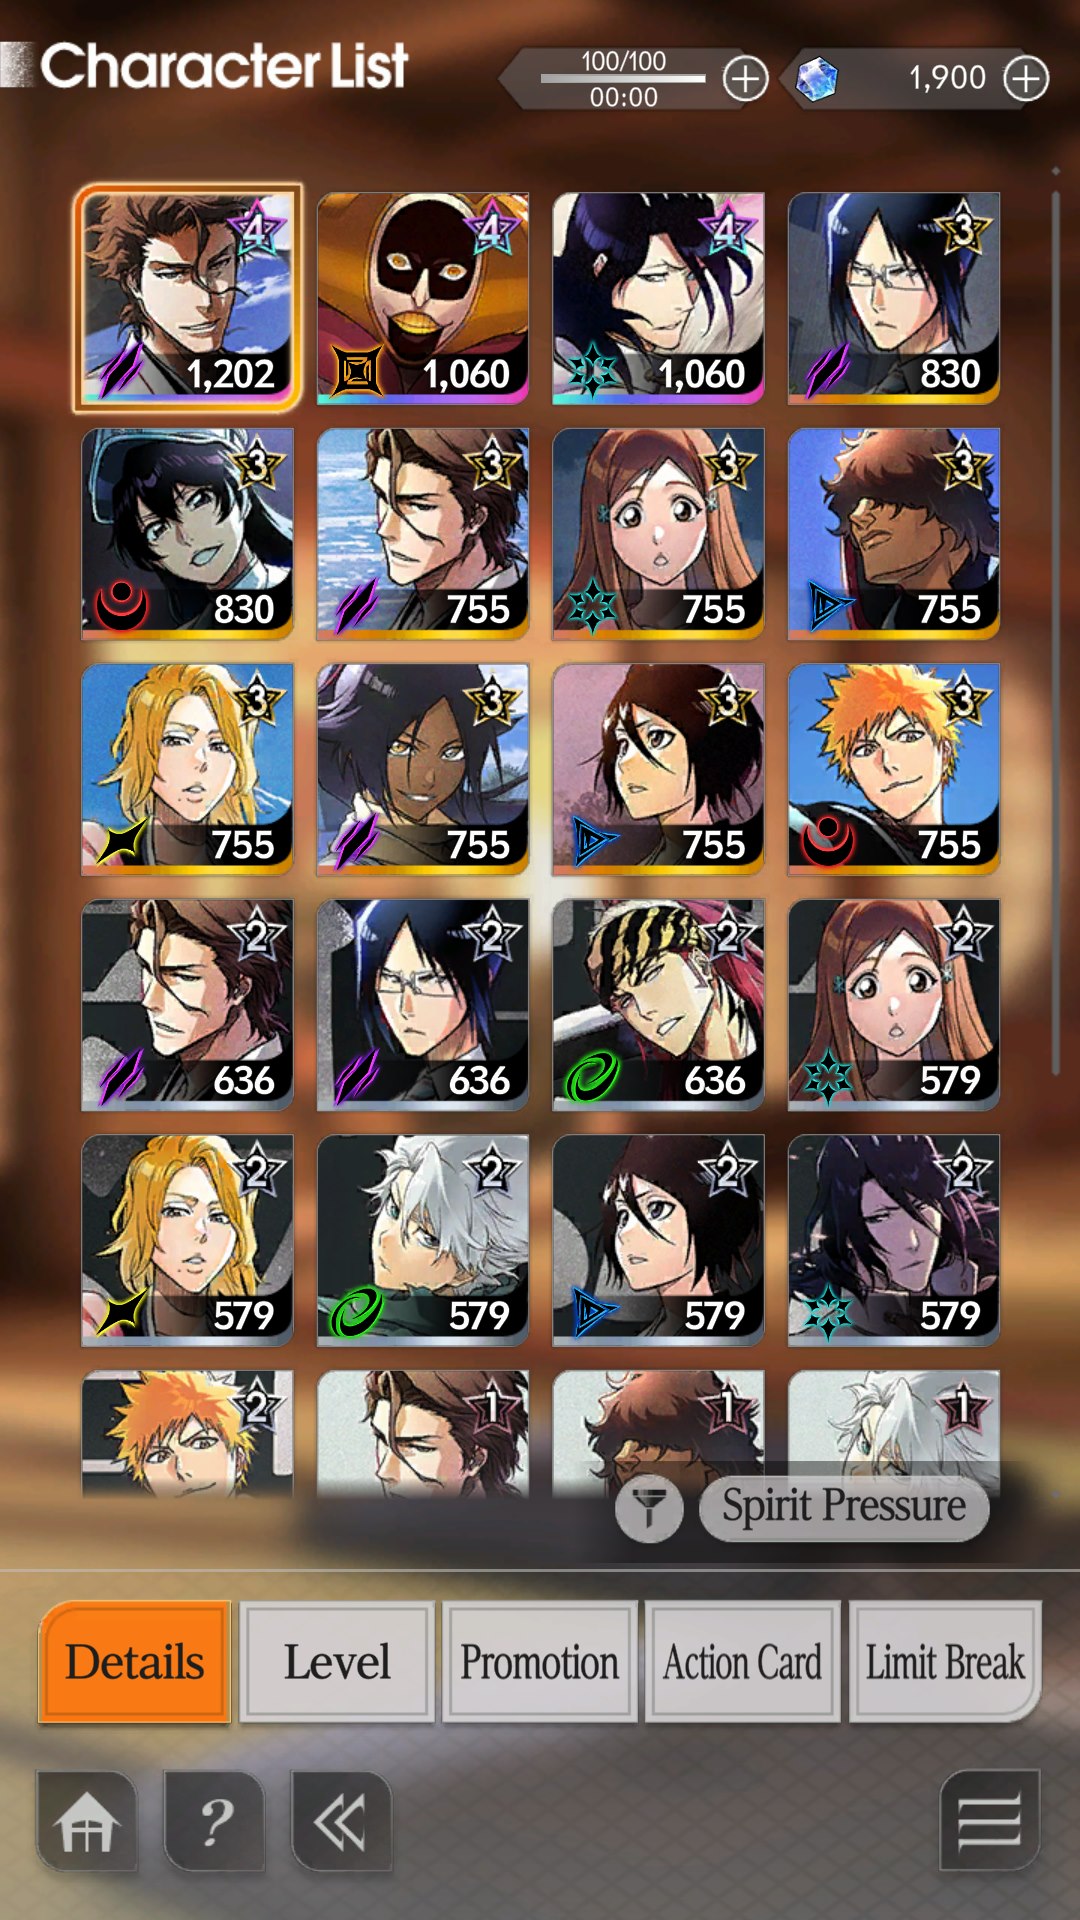 Character List
100/100
00:00
1,900
4 4 4 3
1,202 1,060 1,060 830
3 3 3 3
830 755 755 755
3 3 3 3
755 755 755 755
2 2 2 2
636 636 636 579
2 2 2 2
579 579 579 579
2 1 1 1
Spirit Pressure
Details Level Promotion Action Card Limit Break
?